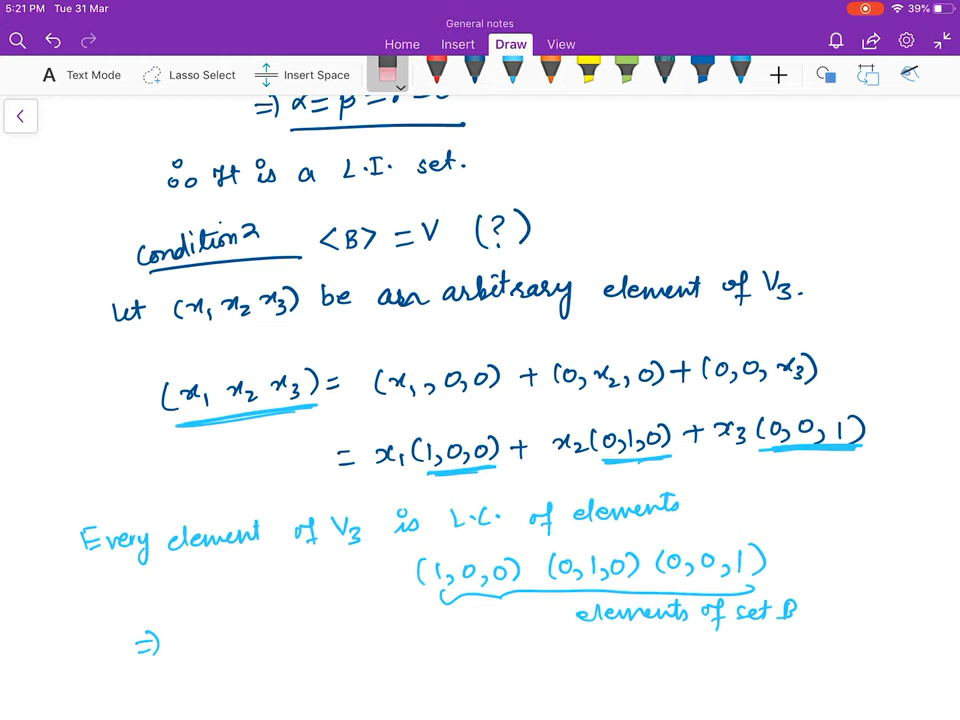 5:21 PM Tue 31 Mar
39%
General notes
Home Insert Draw View
A Text Mode Lasso Select Insert Space
=) α = β = γ = 0
∴ It is a L.I. set.
Condition 2 <B> = V (?)
Let (x₁ x₂ x₃) be an arbitrary element of V₃.
(x₁ x₂ x₃) = (x₁, 0, 0) + (0, x₂, 0) + (0, 0, x₃)
= x₁(1, 0, 0) + x₂(0, 1, 0) + x₃(0, 0, 1)
Every element of V₃ is L.C. of elements
(1, 0, 0) (0, 1, 0) (0, 0, 1)
elements of set B
=)